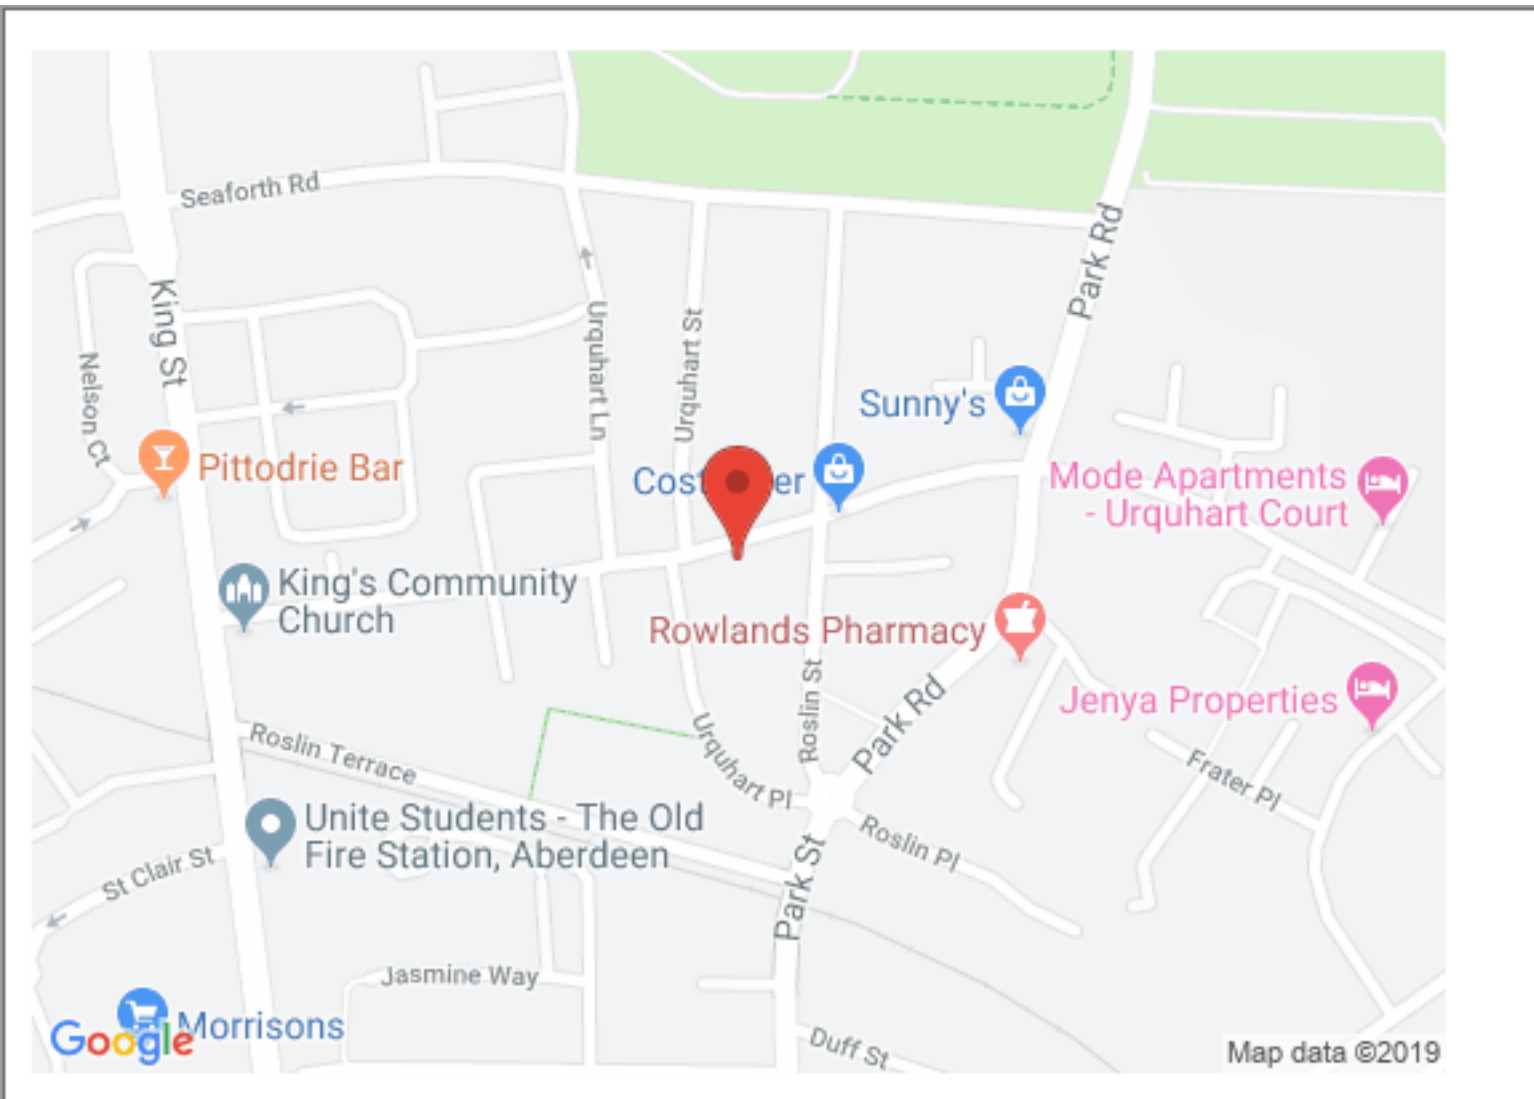 Seaforth Rd
Park Rd
King St
Nelson Ct
Urquhart Ln
Urquhart St
Sunny's
Pittodrie Bar
Cost er
Mode Apartments
- Urquhart Court
King's Community
Church
Rowlands Pharmacy
Roslin St
Park Rd
Jenya Properties
Urquhart Pl
Roslin Terrace
Frater Pl
Unite Students - The Old
Fire Station, Aberdeen
Roslin Pl
St Clair St
Park St
Jasmine Way
Morrisons
Google
Duff St
Map data ©2019